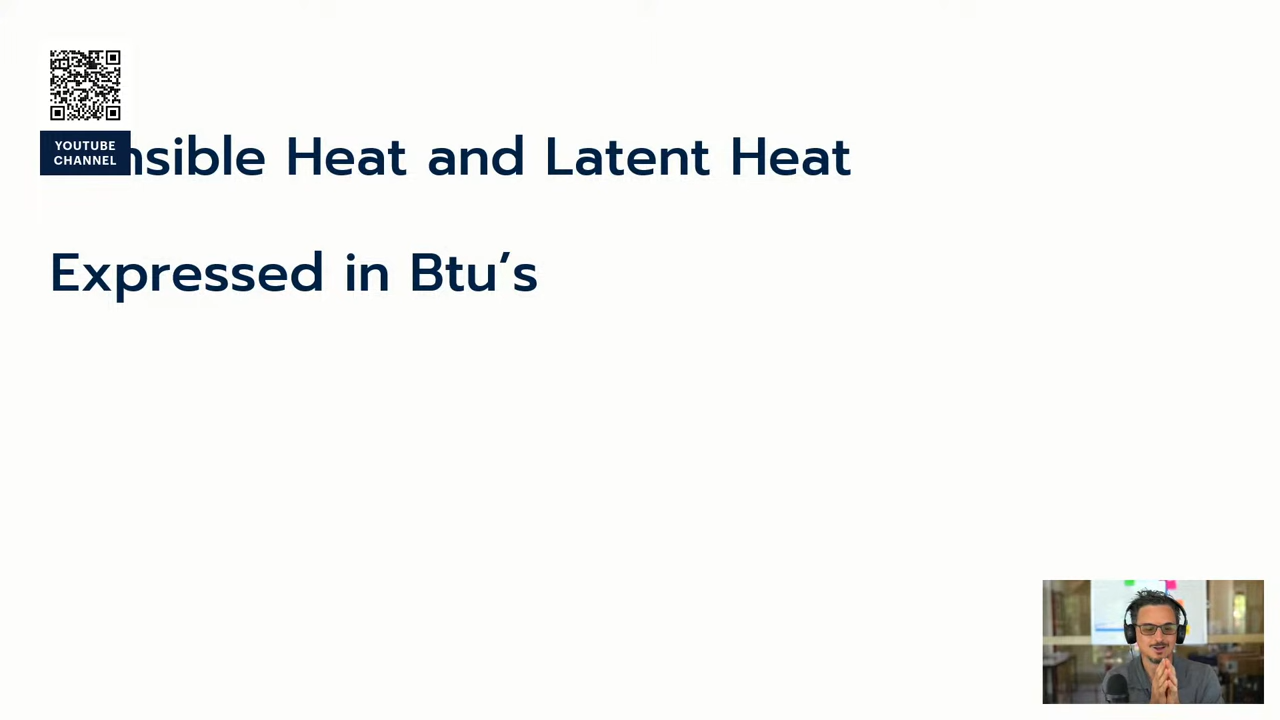 YOUTUBE
CHANNEL
nsible Heat and Latent Heat
Expressed in Btu’s